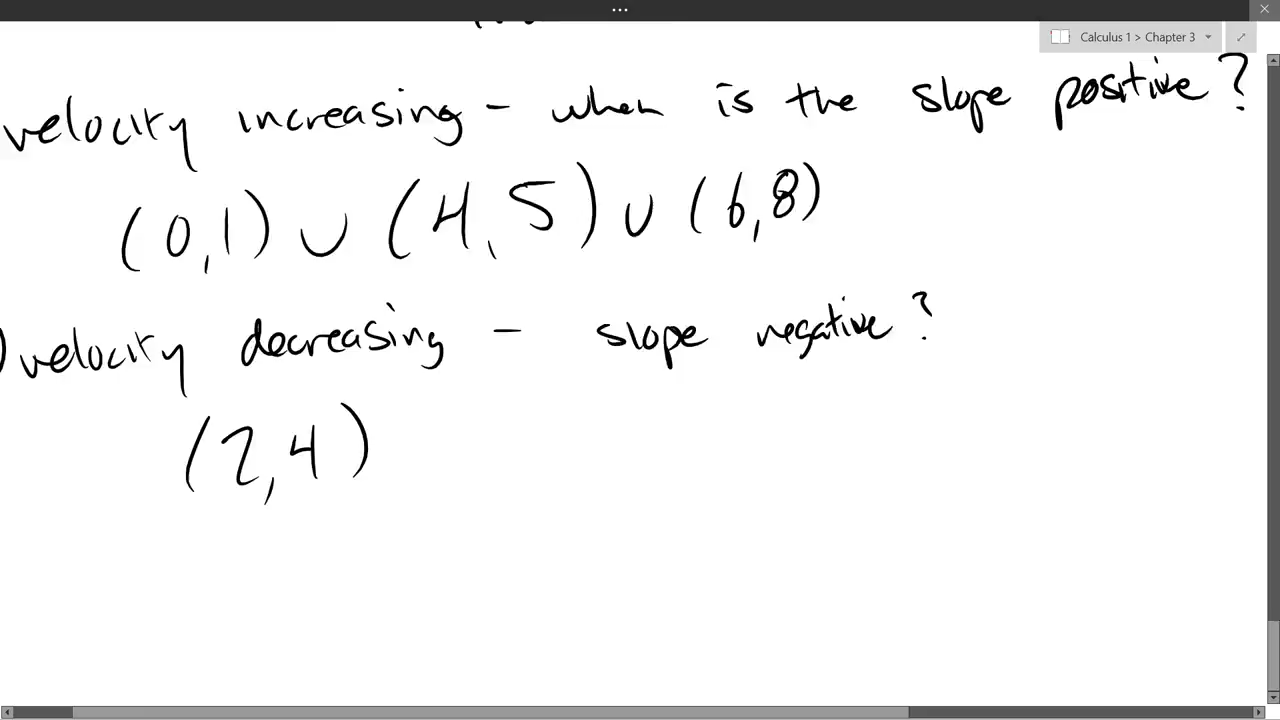 Calculus 1 > Chapter 3
velocity increasing - when is the slope positive?
(0,1) ∪ (4,5) ∪ (6,8)
) velocity decreasing - slope negative?
(2,4)